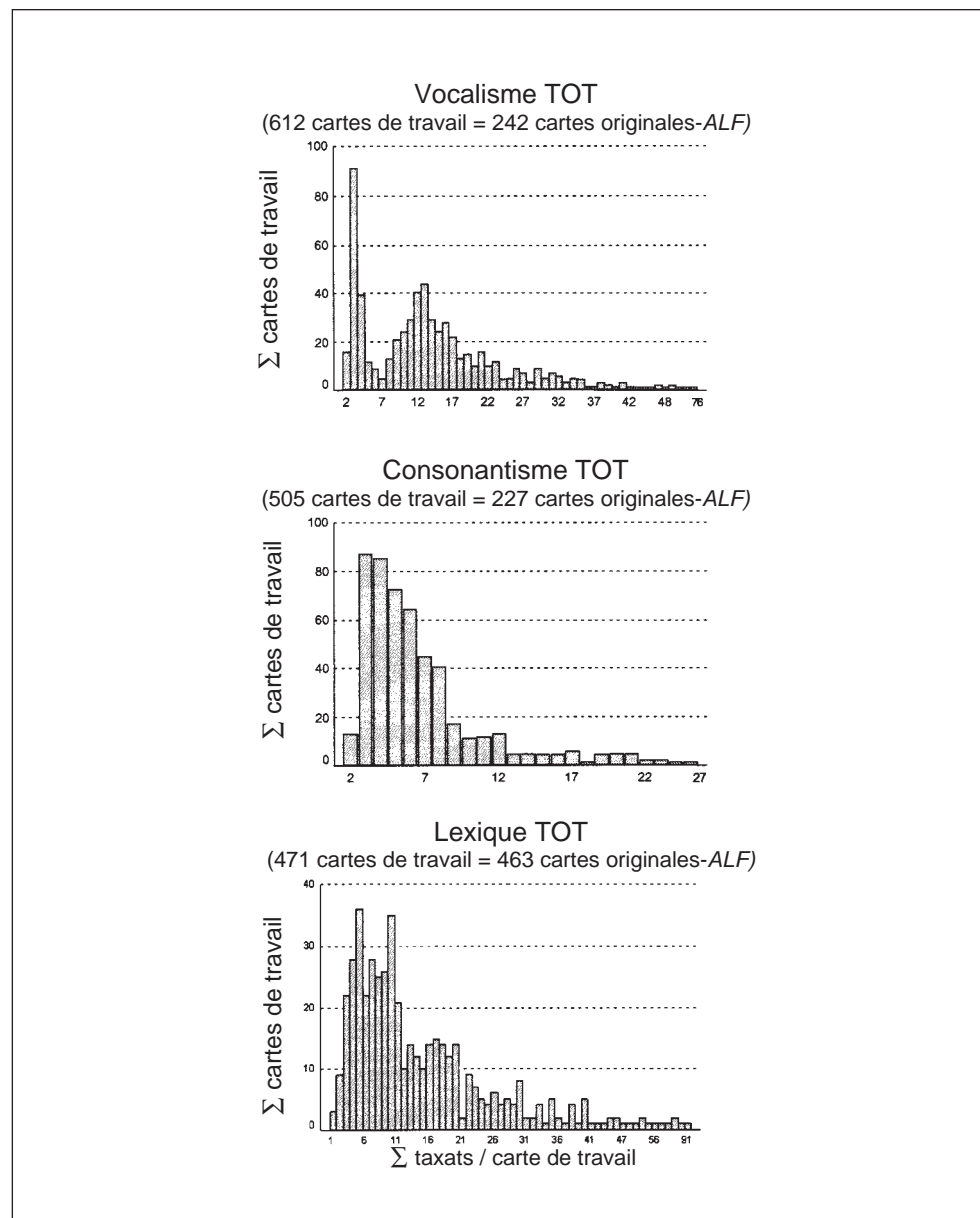 Vocalisme TOT
(612 cartes de travail = 242 cartes originales-ALF)
Σ cartes de travail
100
80
60
40
20
0
2 7 12 17 22 27 32 37 42 48 76
Consonantisme TOT
(505 cartes de travail = 227 cartes originales-ALF)
Σ cartes de travail
100
80
60
40
20
0
2 7 12 17 22 27
Lexique TOT
(471 cartes de travail = 463 cartes originales-ALF)
Σ cartes de travail
40
30
20
10
0
1 6 11 16 21 26 31 36 41 47 56 91
Σ taxats / carte de travail